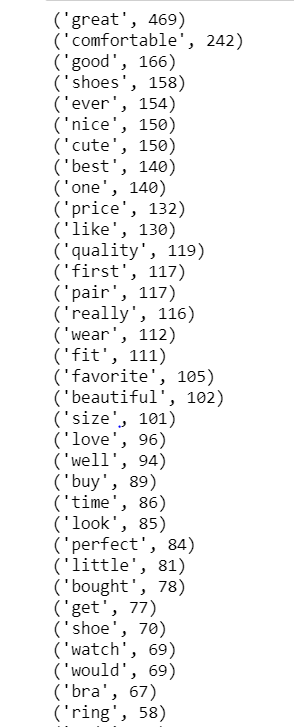 ('great', 469)
('comfortable', 242)
('good', 166)
('shoes', 158)
('ever', 154)
('nice', 150)
('cute', 150)
('best', 140)
('one', 140)
('price', 132)
('like', 130)
('quality', 119)
('first', 117)
('pair', 117)
('really', 116)
('wear', 112)
('fit', 111)
('favorite', 105)
('beautiful', 102)
('size', 101)
('love', 96)
('well', 94)
('buy', 89)
('time', 86)
('look', 85)
('perfect', 84)
('little', 81)
('bought', 78)
('get', 77)
('shoe', 70)
('watch', 69)
('would', 69)
('bra', 67)
('ring', 58)